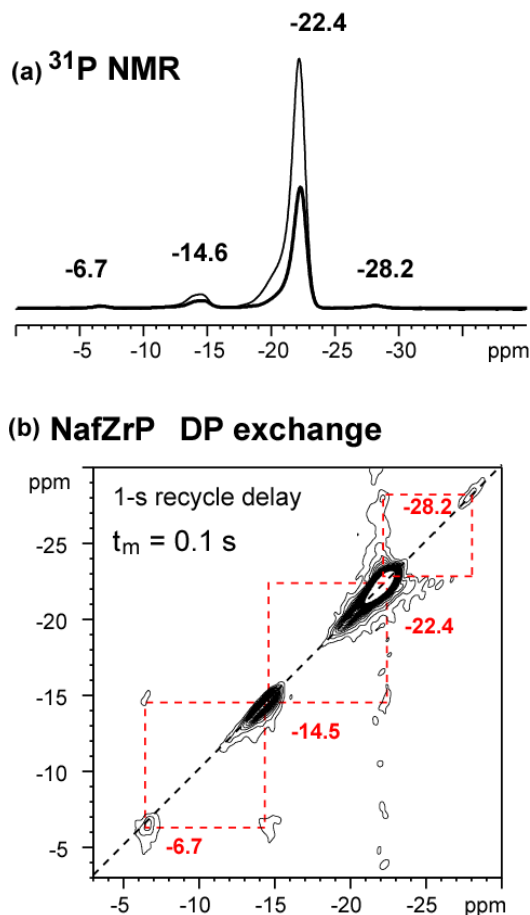 -22.4
(a) ³¹P NMR
-14.6
-6.7
-28.2
-5 -10 -15 -20 -25 -30 ppm
(b) NafZrP DP exchange
ppm
1-s recycle delay
tₘ = 0.1 s
-28.2
-25
-22.4
-20
-15
-14.5
-10
-6.7
-5
-5 -10 -15 -20 -25 ppm